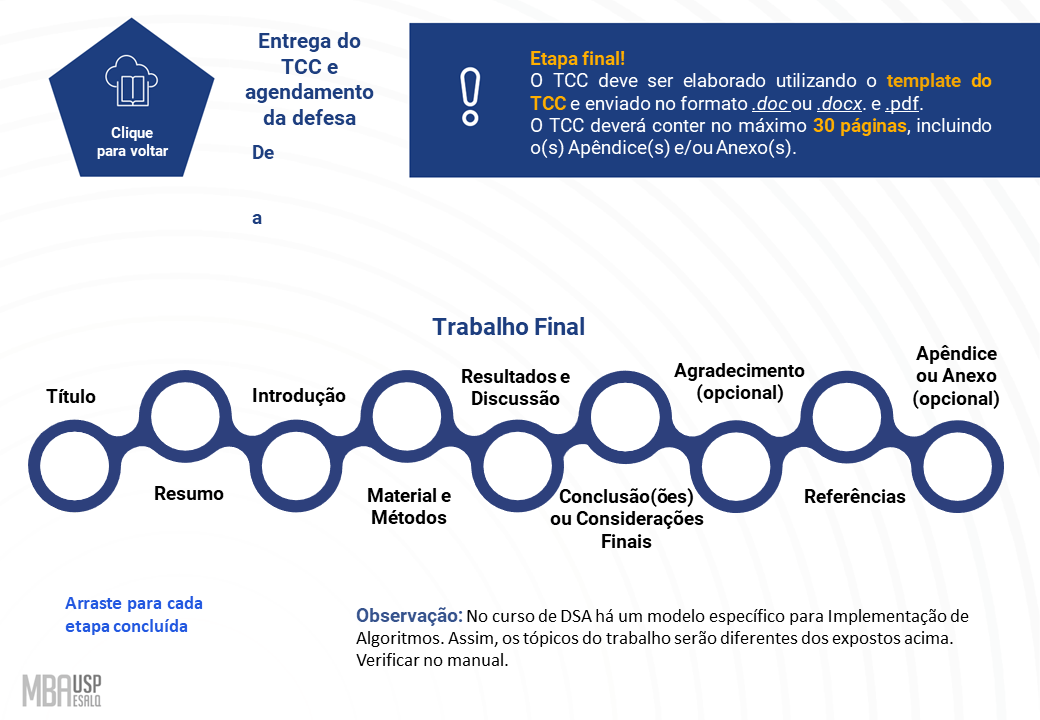 Clique
para voltar
Entrega do
TCC e
agendamento
da defesa
De
a
Etapa final!
O TCC deve ser elaborado utilizando o template do
TCC e enviado no formato .doc ou .docx. e .pdf.
O TCC deverá conter no máximo 30 páginas, incluindo
o(s) Apêndice(s) e/ou Anexo(s).
Trabalho Final
Título
Resumo
Introdução
Material e
Métodos
Resultados e
Discussão
Conclusão(ões)
ou Considerações
Finais
Agradecimento
(opcional)
Referências
Apêndice
ou Anexo
(opcional)
Arraste para cada
etapa concluída
Observação: No curso de DSA há um modelo específico para Implementação de
Algoritmos. Assim, os tópicos do trabalho serão diferentes dos expostos acima.
Verificar no manual.
MBA USP
ESALQ